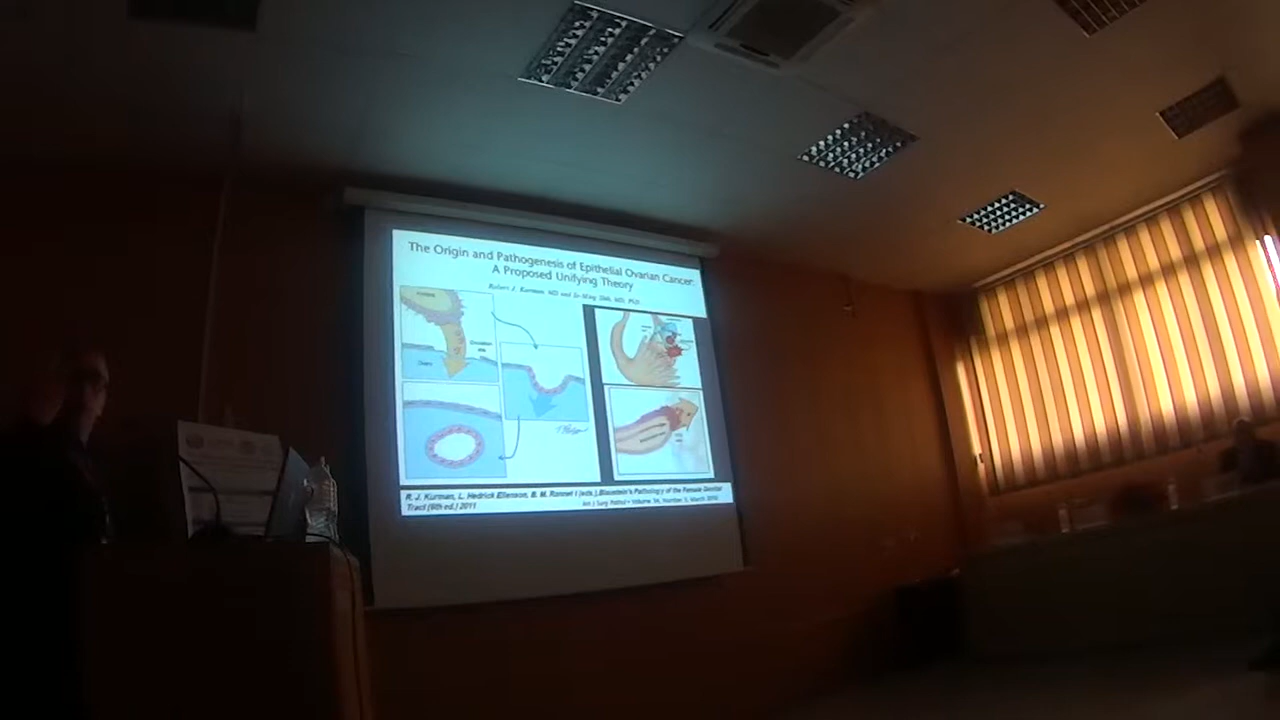 The Origin and Pathogenesis of Epithelial Ovarian Cancer:
A Proposed Unifying Theory
Robert J. Kurman, MD and Ie-Ming Shih, MD, PhD
Ovary
R. J. Kurman, L. Hedrick Ellenson, B. M. Ronnett (eds.), Blaustein's Pathology of the Female Genital
Tract (6th ed.) 2011
Am J Surg Pathol • Volume 34, Number 3, March 2010